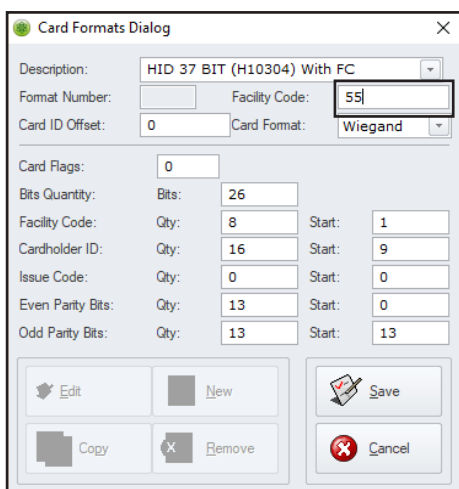 Card Formats Dialog
Description: HID 37 BIT (H10304) With FC
Format Number: Facility Code: 55
Card ID Offset: 0 Card Format: Wiegand
Card Flags: 0
Bits Quantity: Bits: 26
Facility Code: Qty: 8 Start: 1
Cardholder ID: Qty: 16 Start: 9
Issue Code: Qty: 0 Start: 0
Even Parity Bits: Qty: 13 Start: 0
Odd Parity Bits: Qty: 13 Start: 13
Edit New Save
Copy Remove Cancel